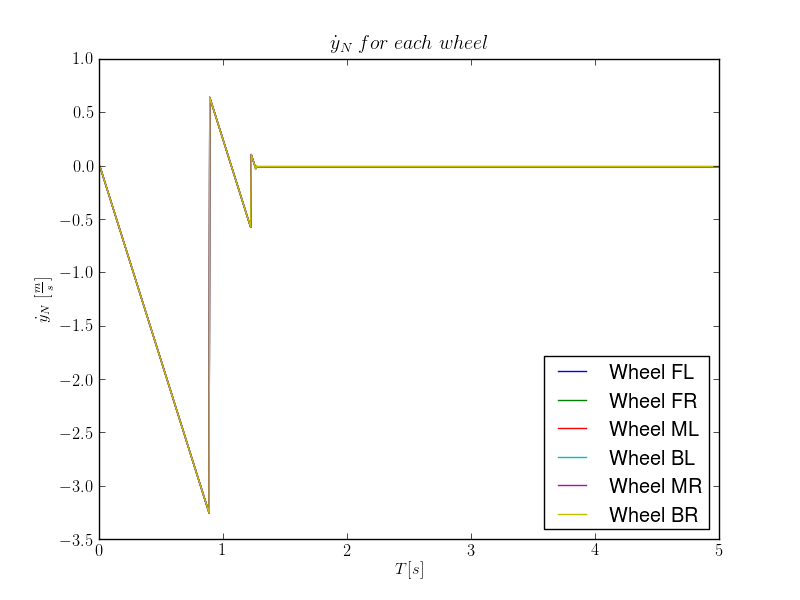 ẏ_N for each wheel
1.0
0.5
0.0
−0.5
−1.0
−1.5
−2.0
−2.5
−3.0
−3.5
ẏ_N [m/s]
0 1 2 3 4 5
T[s]
Wheel FL
Wheel FR
Wheel ML
Wheel BL
Wheel MR
Wheel BR